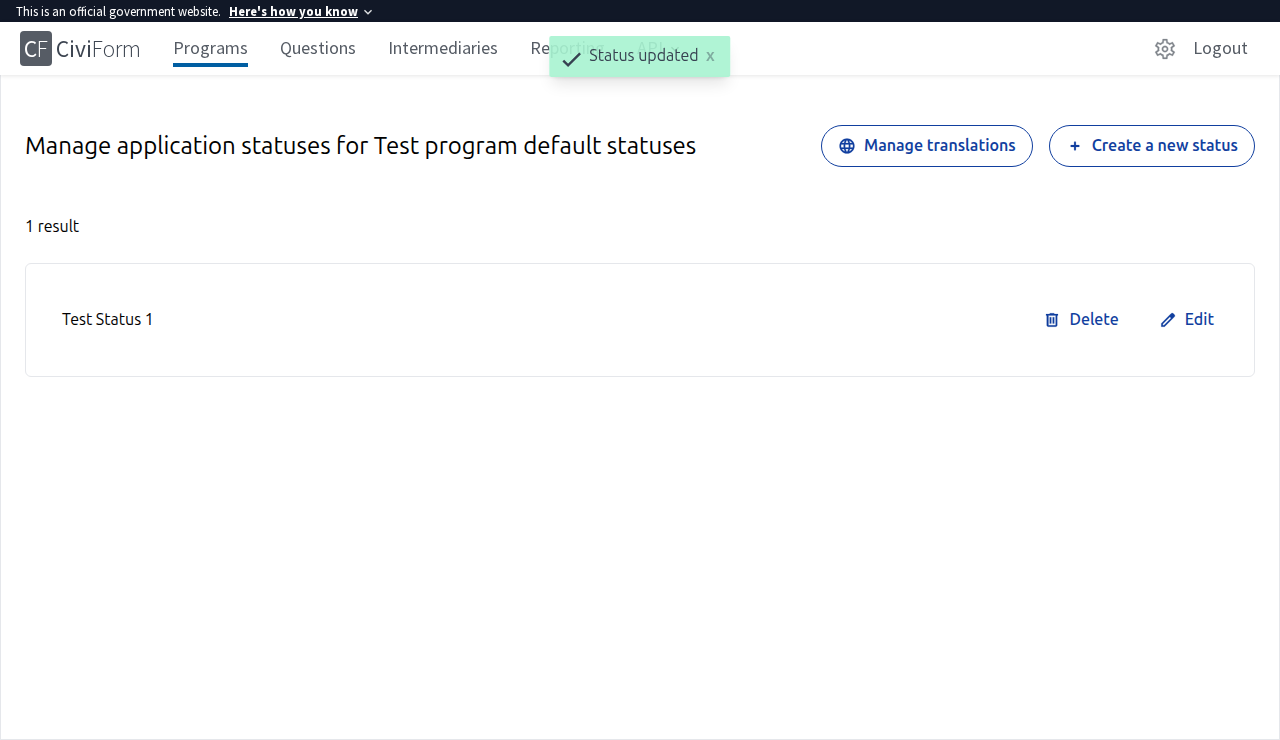 This is an official government website. Here's how you know
CF CiviForm Programs Questions Intermediaries Reporting API Logout
Status updated x
Manage application statuses for Test program default statuses
Manage translations
Create a new status
1 result
Test Status 1
Delete
Edit